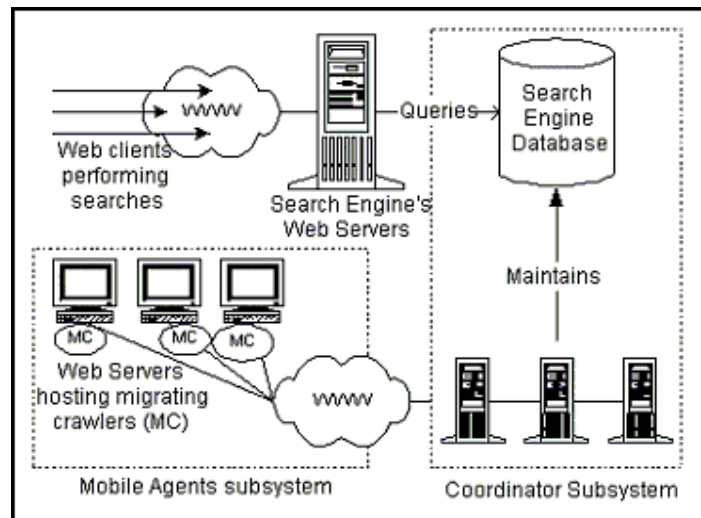 WWW
Web clients
performing
searches
Search Engine's
Web Servers
Queries
Search
Engine
Database
Maintains
MC
MC
MC
Web Servers
hosting migrating
crawlers (MC)
WWW
Mobile Agents subsystem
Coordinator Subsystem